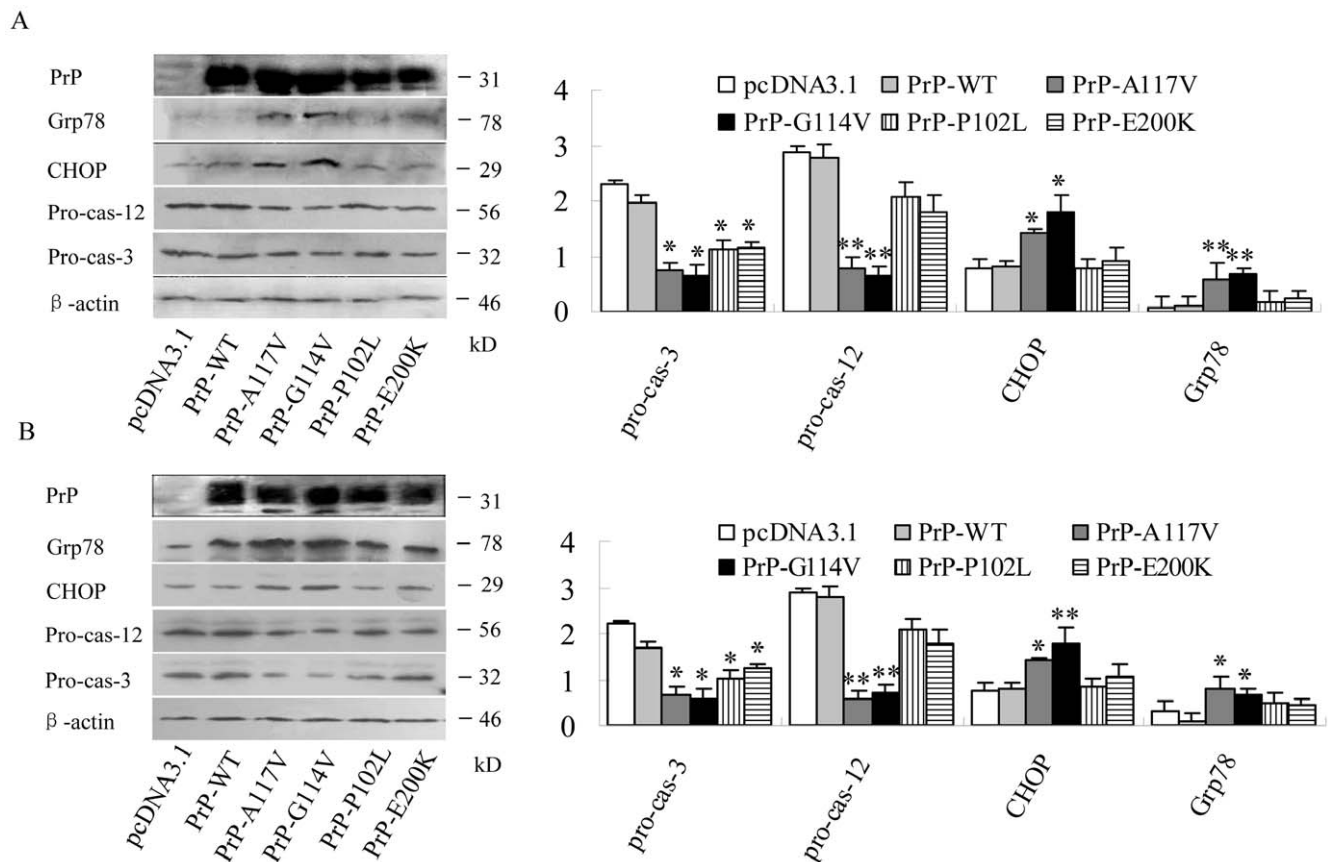 A
PrP
31
Grp78
78
CHOP
29
Pro-cas-12
56
Pro-cas-3
32
β-actin
46
kD
pcDNA3.1
PrP-WT
PrP-A117V
PrP-G114V
PrP-P102L
PrP-E200K
pcDNA3.1 PrP-WT PrP-A117V
PrP-G114V PrP-P102L PrP-E200K
4
3
2
1
0
* * * *
** **
* *
** **
pro-cas-3
pro-cas-12
CHOP
Grp78
B
PrP
31
Grp78
78
CHOP
29
Pro-cas-12
56
Pro-cas-3
32
β-actin
46
kD
pcDNA3.1
PrP-WT
PrP-A117V
PrP-G114V
PrP-P102L
PrP-E200K
pcDNA3.1 PrP-WT PrP-A117V
PrP-G114V PrP-P102L PrP-E200K
4
3
2
1
0
* * * *
** **
* **
* *
pro-cas-3
pro-cas-12
CHOP
Grp78